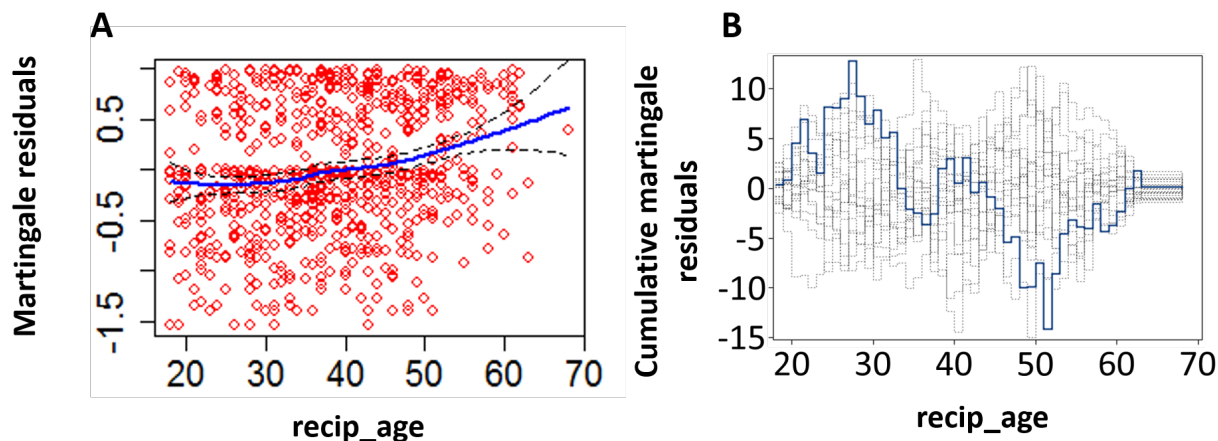 A
Martingale residuals
0.5
-0.5
-1.5
20 30 40 50 60 70
recip_age
B
Cumulative martingale
residuals
10
5
0
-5
-10
-15
20 30 40 50 60 70
recip_age